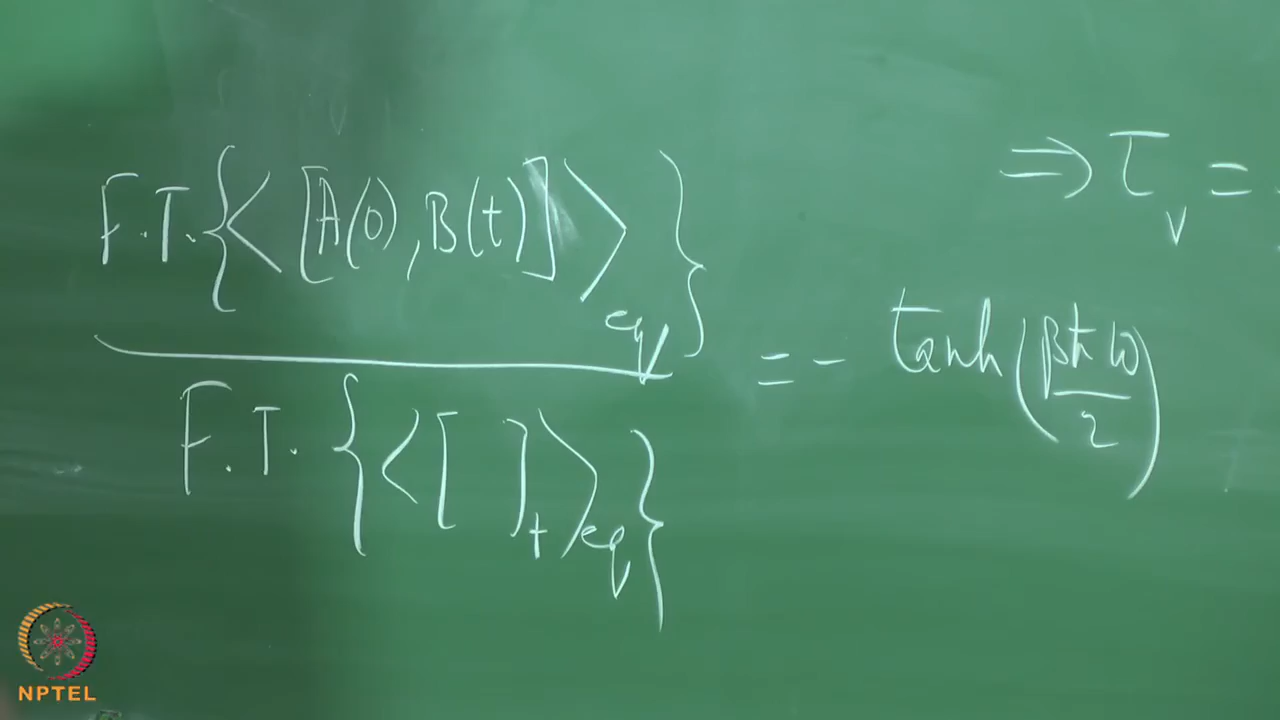 F.T.{<[A(0),B(t)]>eq}
F.T.{<[ ]+>eq}
= - tanh(βħω/2)
⇒ τv =
NPTEL